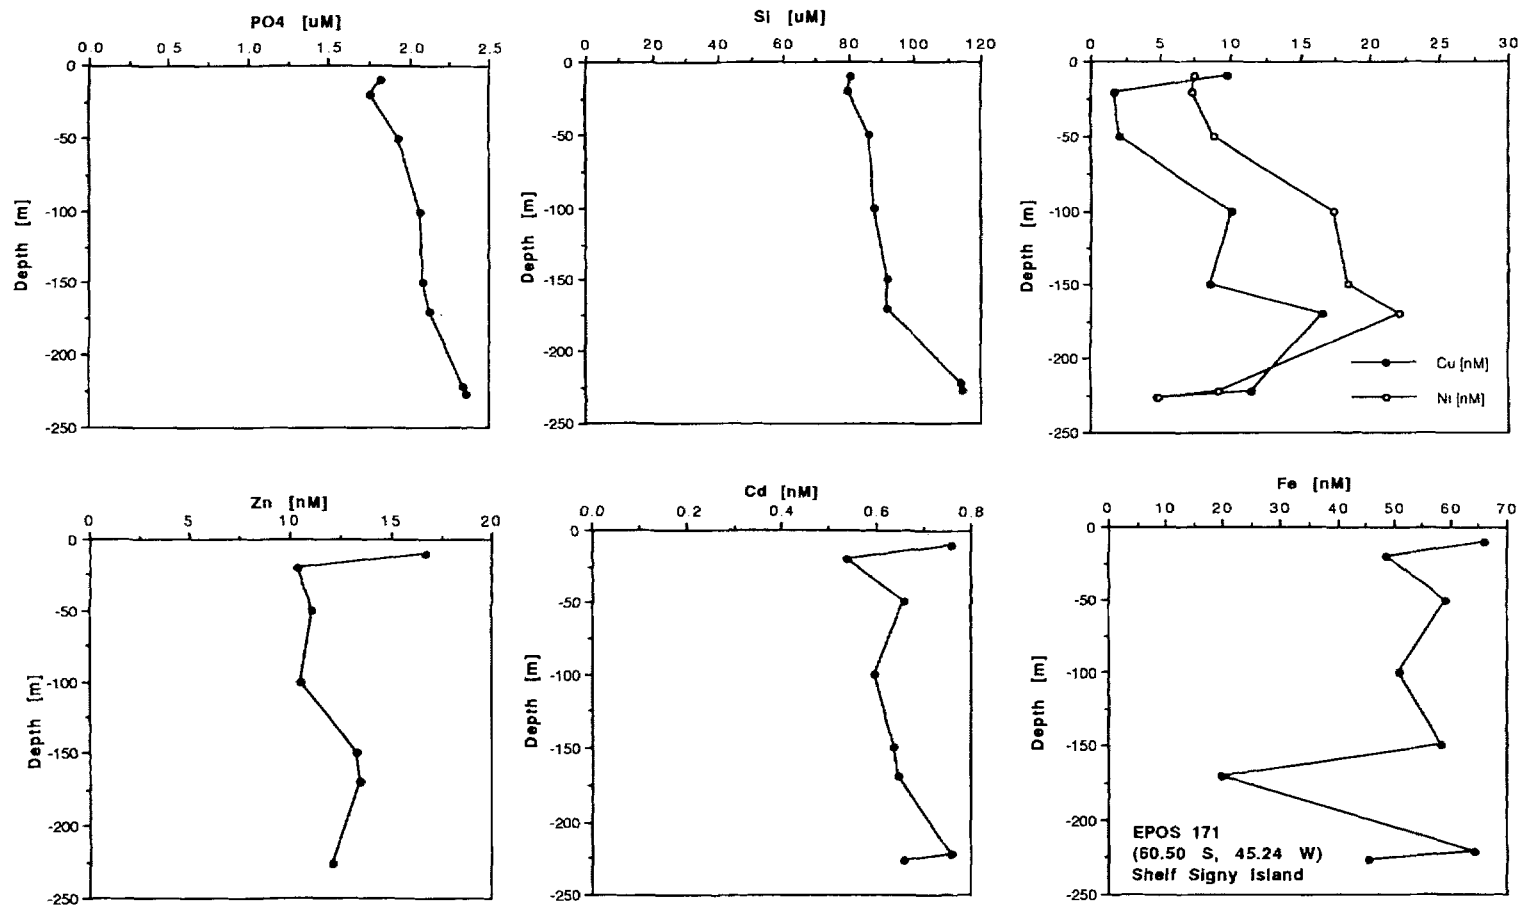 PO4 [uM]
0.0 0 5 1.0 1.5 2.0 2.5
0
-50
-100
-150
-200
-250
Depth [m]
Si [uM]
0 20 40 60 80 100 120
0
-50
-100
-150
-200
-250
Depth [m]
0 5 10 15 20 25 30
0
-50
-100
-150
-200
-250
Depth [m]
Cu [nM]
Ni [nM]
Zn [nM]
0 5 10 15 20
0
-50
-100
-150
-200
-250
Depth [m]
Cd [nM]
0.0 0.2 0.4 0.6 0.8
0
-50
-100
-150
-200
-250
Depth [m]
Fe [nM]
0 10 20 30 40 50 60 70
0
-50
-100
-150
-200
-250
Depth [m]
EPOS 171
(60.50 S, 45.24 W)
Shelf Signy Island